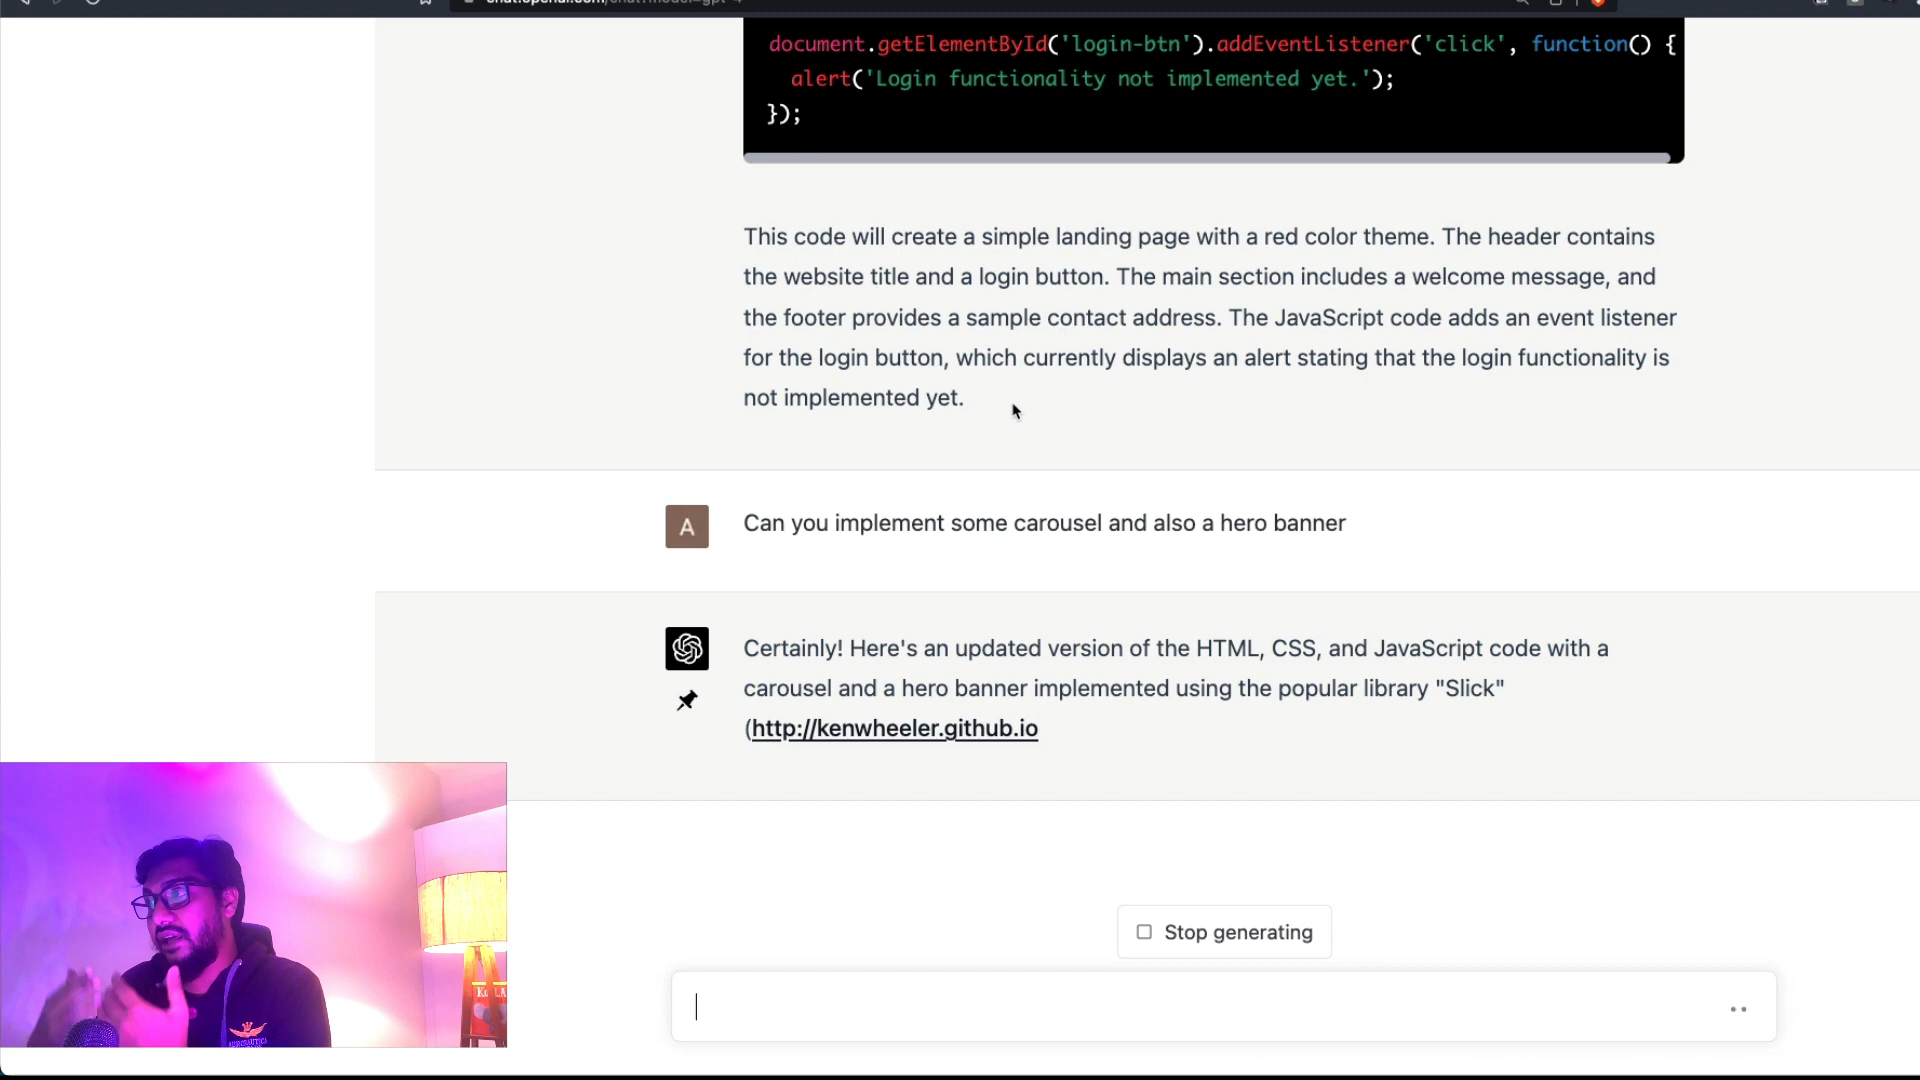 document.getElementById('login-btn').addEventListener('click', function() {
alert('Login functionality not implemented yet.');
});
This code will create a simple landing page with a red color theme. The header contains
the website title and a login button. The main section includes a welcome message, and
the footer provides a sample contact address. The JavaScript code adds an event listener
for the login button, which currently displays an alert stating that the login functionality is
not implemented yet.
A
Can you implement some carousel and also a hero banner
Certainly! Here's an updated version of the HTML, CSS, and JavaScript code with a
carousel and a hero banner implemented using the popular library "Slick"
(http://kenwheeler.github.io
Stop generating